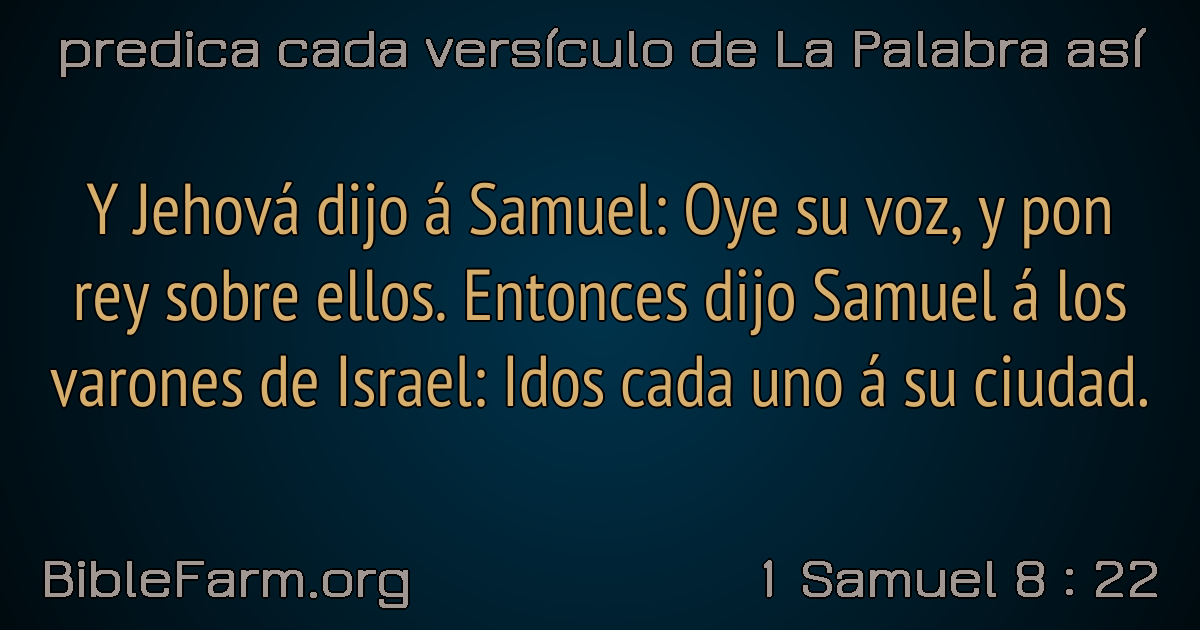 predica cada versículo de La Palabra así
Y Jehová dijo á Samuel: Oye su voz, y pon
rey sobre ellos. Entonces dijo Samuel á los
varones de Israel: Idos cada uno á su ciudad.
BibleFarm.org
1 Samuel 8 : 22